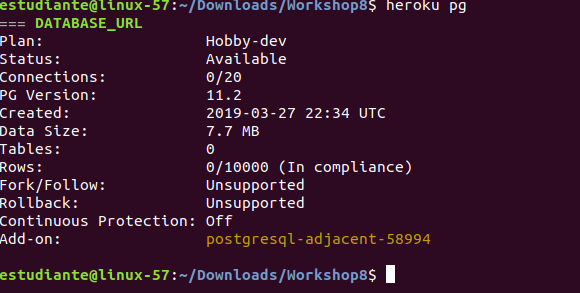 estudiante@linux-57:~/Downloads/Workshop8$ heroku pg
=== DATABASE_URL
Plan: Hobby-dev
Status: Available
Connections: 0/20
PG Version: 11.2
Created: 2019-03-27 22:34 UTC
Data Size: 7.7 MB
Tables: 0
Rows: 0/10000 (In compliance)
Fork/Follow: Unsupported
Rollback: Unsupported
Continuous Protection: Off
Add-on: postgresql-adjacent-58994
estudiante@linux-57:~/Downloads/Workshop8$